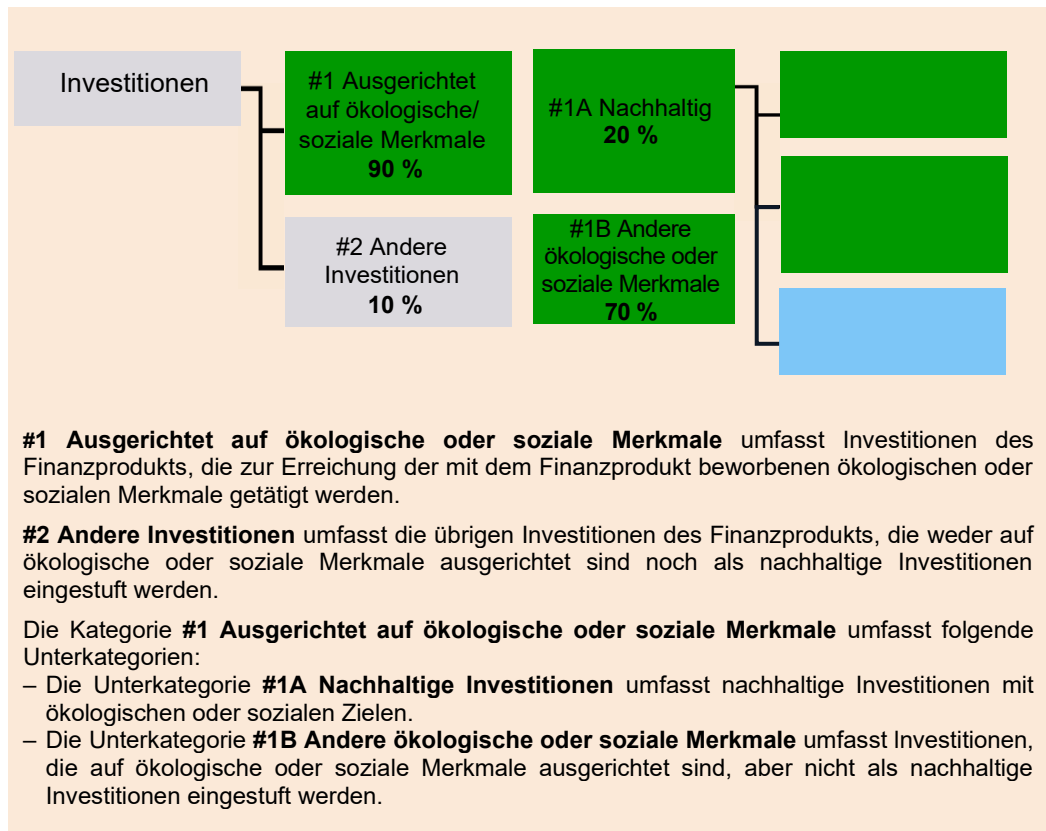 Investitionen
#1 Ausgerichtet
auf ökologische/
soziale Merkmale
90 %
#2 Andere
Investitionen
10 %
#1A Nachhaltig
20 %
#1B Andere
ökologische oder
soziale Merkmale
70 %
#1 Ausgerichtet auf ökologische oder soziale Merkmale umfasst Investitionen des
Finanzprodukts, die zur Erreichung der mit dem Finanzprodukt beworbenen ökologischen oder
sozialen Merkmale getätigt werden.
#2 Andere Investitionen umfasst die übrigen Investitionen des Finanzprodukts, die weder auf
ökologische oder soziale Merkmale ausgerichtet sind noch als nachhaltige Investitionen
eingestuft werden.
Die Kategorie #1 Ausgerichtet auf ökologische oder soziale Merkmale umfasst folgende
Unterkategorien:
– Die Unterkategorie #1A Nachhaltige Investitionen umfasst nachhaltige Investitionen mit
ökologischen oder sozialen Zielen.
– Die Unterkategorie #1B Andere ökologische oder soziale Merkmale umfasst Investitionen,
die auf ökologische oder soziale Merkmale ausgerichtet sind, aber nicht als nachhaltige
Investitionen eingestuft werden.